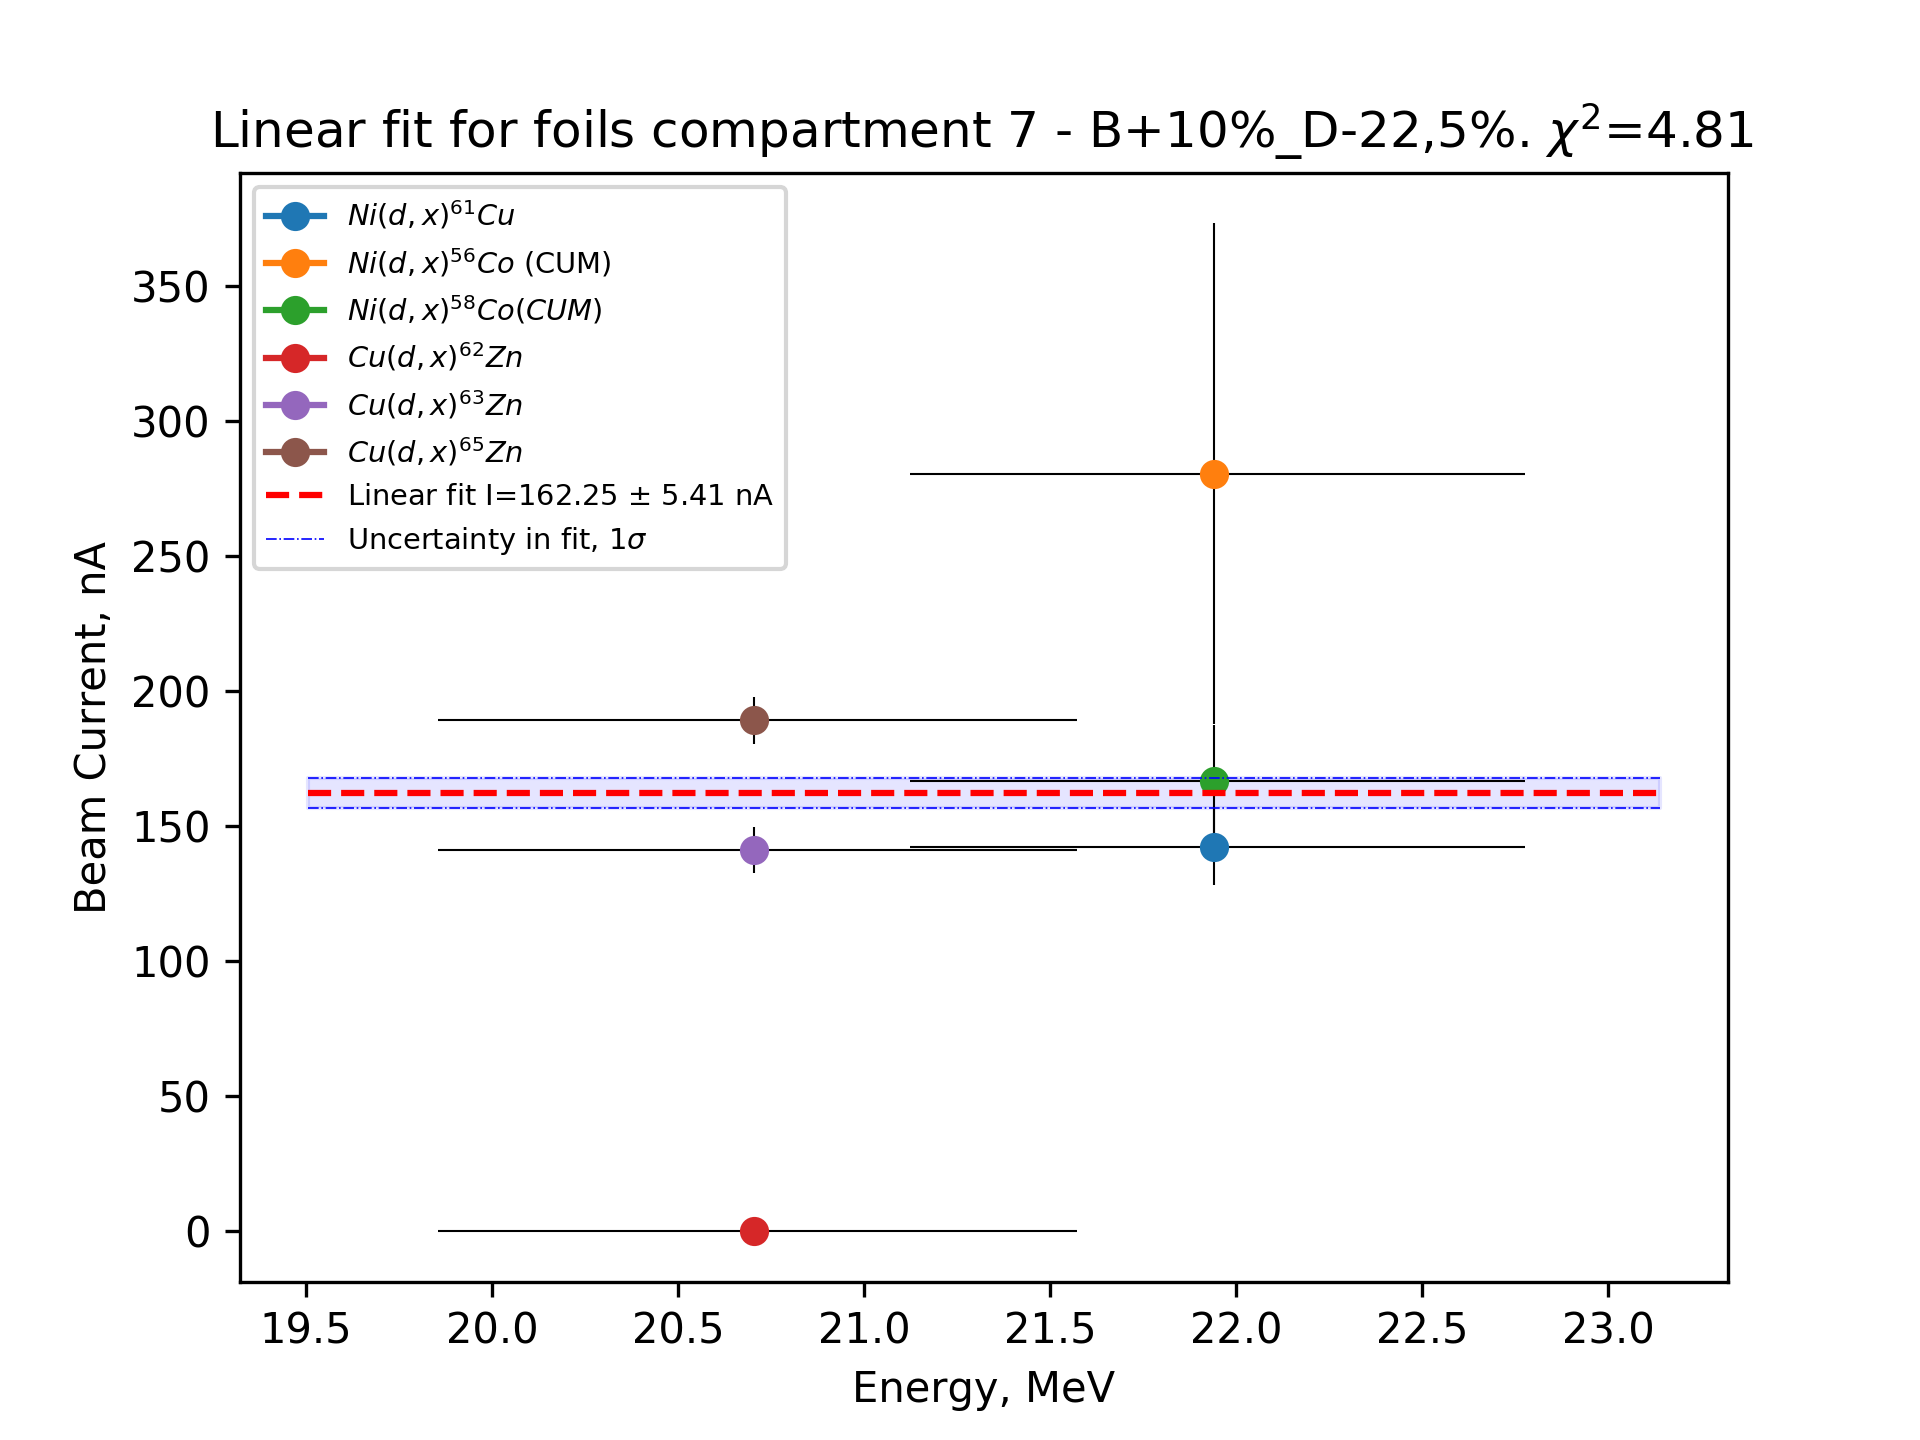 Linear fit for foils compartment 7 - B+10%_D-22,5%. χ²=4.81
Ni(d, x)⁶¹Cu
Ni(d, x)⁵⁶Co (CUM)
Ni(d, x)⁵⁸Co(CUM)
Cu(d, x)⁶²Zn
Cu(d, x)⁶³Zn
Cu(d, x)⁶⁵Zn
Linear fit I=162.25 ± 5.41 nA
Uncertainty in fit, 1σ
Beam Current, nA
350
300
250
200
150
100
50
0
19.5 20.0 20.5 21.0 21.5 22.0 22.5 23.0
Energy, MeV